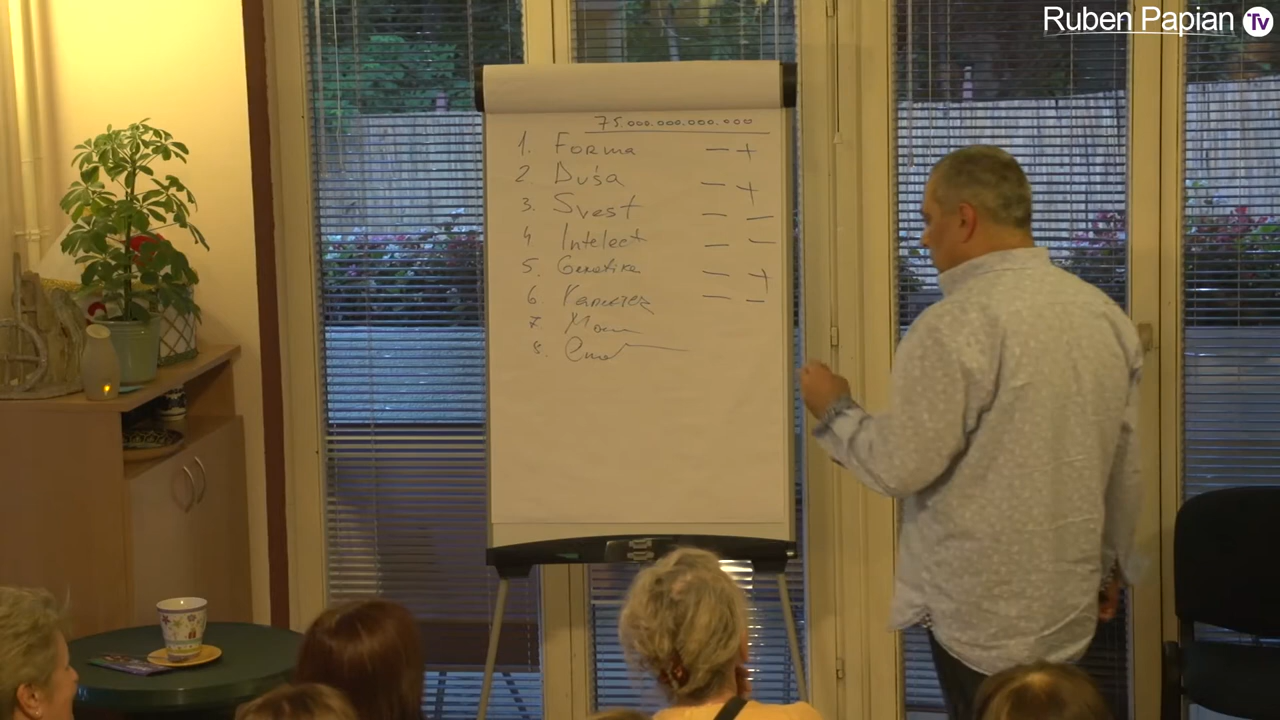 Ruben Papian Tv
75.000.000.000.000
1. Forma — +
2. Duša — +
3. Svest — —
4 Intelect — —
5. Genetika — +
6 Karakter — —
7.
8.